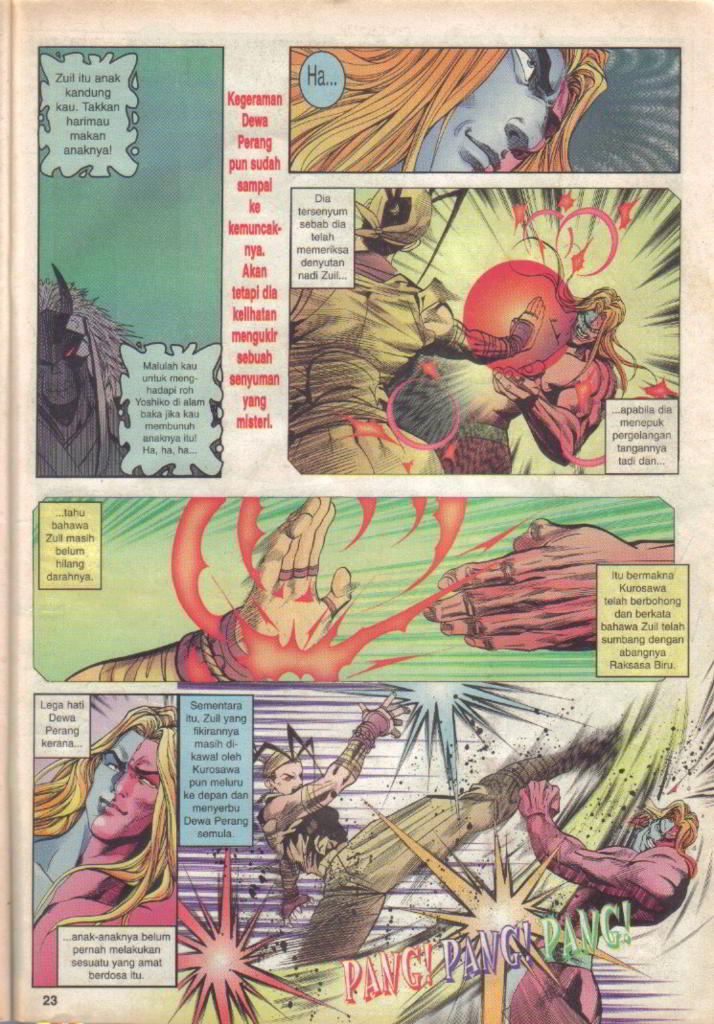 Zuil itu anak
kandung
kau. Takkan
harimau
makan
anaknya!
Kegeraman
Dewa
Perang
pun sudah
sampai
ke
kemuncak-
nya.
Akan
tetapi dia
kelihatan
mengukir
sebuah
senyuman
yang
misteri.
Malulah kau
untuk meng-
hadapi roh
Yoshiko di alam
baka jika kau
membunuh
anaknya itu!
Ha, ha, ha...
Ha...
Dia
tersenyum
sebab dia
telah
memeriksa
denyutan
nadi Zuil...
...apabila dia
menepuk
pergelangan
tangannya
tadi dan...
...tahu
bahawa
Zuil masih
belum
hilang
darahnya.
Itu bermakna
Kurosawa
telah berbohong
dan berkata
bahawa Zuil telah
sumbang dengan
abangnya
Raksasa Biru.
Lega hati
Dewa
Perang
kerana...
...anak-anaknya belum
pernah melakukan
sesuatu yang amat
berdosa itu.
Sementara
itu, Zuil yang
fikirannya
masih di-
kawal oleh
Kurosawa
pun meluru
ke depan dan
menyerbu
Dewa Perang
semula.
PANG! PANG! PANG!
23